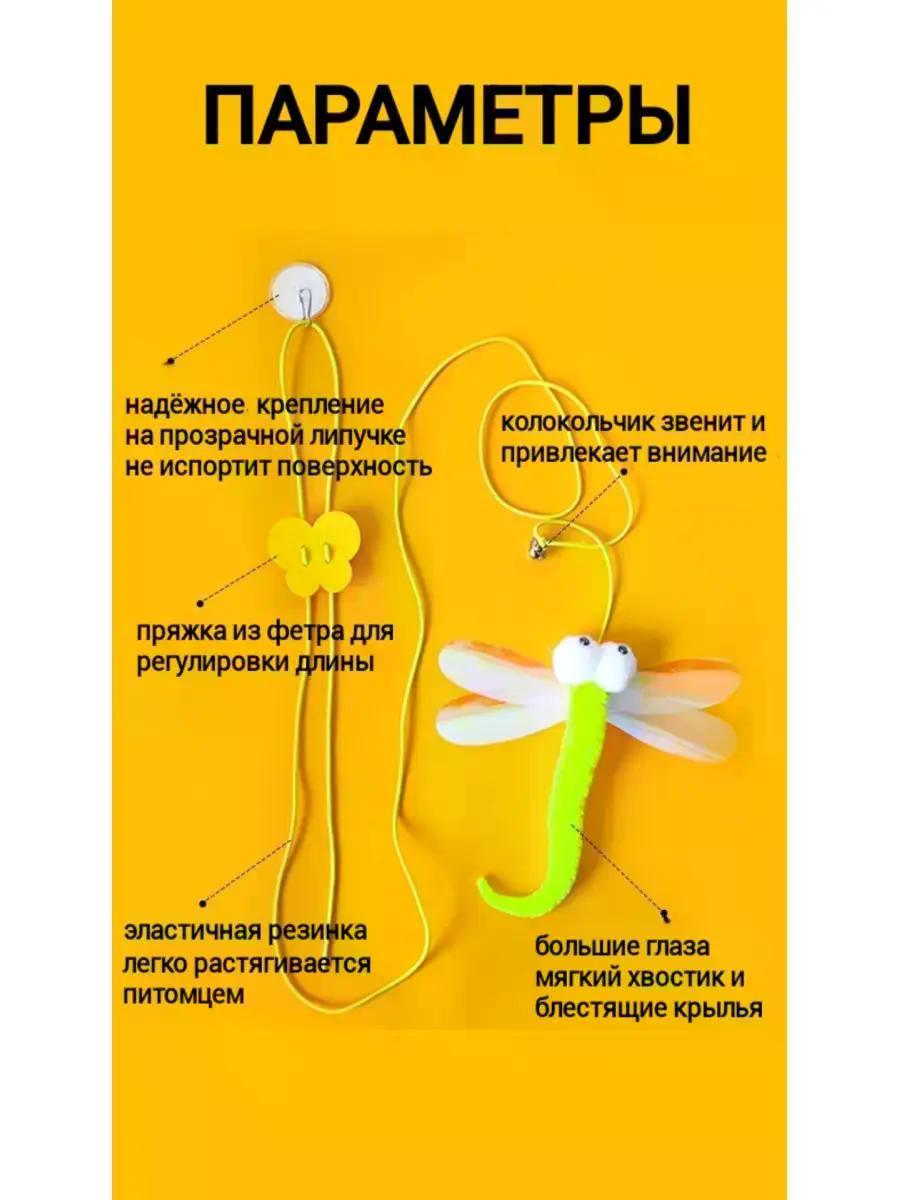 ПАРАМЕТРЫ
надёжное крепление
на прозрачной липучке
не испортит поверхность
колокольчик звенит и
привлекает внимание
пряжка из фетра для
регулировки длины
эластичная резинка
легко растягивается
питомцем
большие глаза
мягкий хвостик и
блестящие крылья